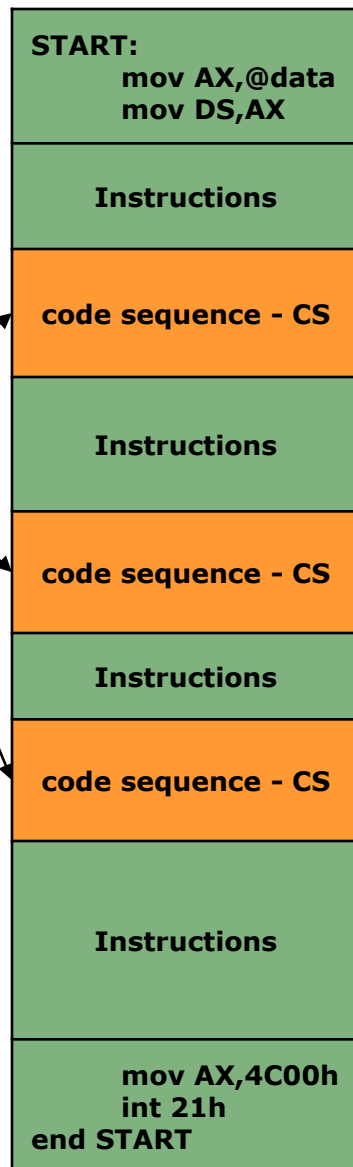 START:
mov AX,@data
mov DS,AX
Instructions
code sequence - CS
Instructions
code sequence - CS
Instructions
code sequence - CS
Instructions
mov AX,4C00h
int 21h
end START